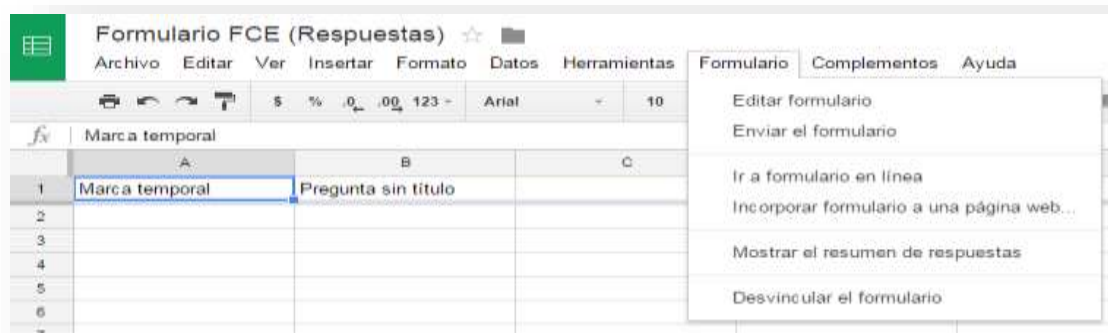 Formulario FCE (Respuestas)
Archivo Editar Ver Insertar Formato Datos Herramientas Formulario Complementos Ayuda
$ % .0 .00 123 Arial 10
fx Marca temporal
A B C
1 Marca temporal Pregunta sin título
2
3
4
5
6
Editar formulario
Enviar el formulario
Ir a formulario en línea
Incorporar formulario a una página web...
Mostrar el resumen de respuestas
Desvincular el formulario